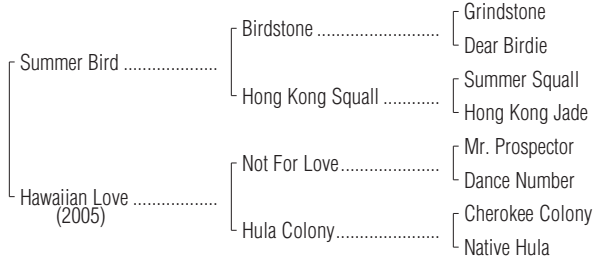 Grindstone
Birdstone ........................
Dear Birdie
Summer Bird ....................
Summer Squall
Hong Kong Squall ............
Hong Kong Jade
Mr. Prospector
Not For Love.....................
Dance Number
Hawaiian Love ..................
(2005)
Cherokee Colony
Hula Colony......................
Native Hula